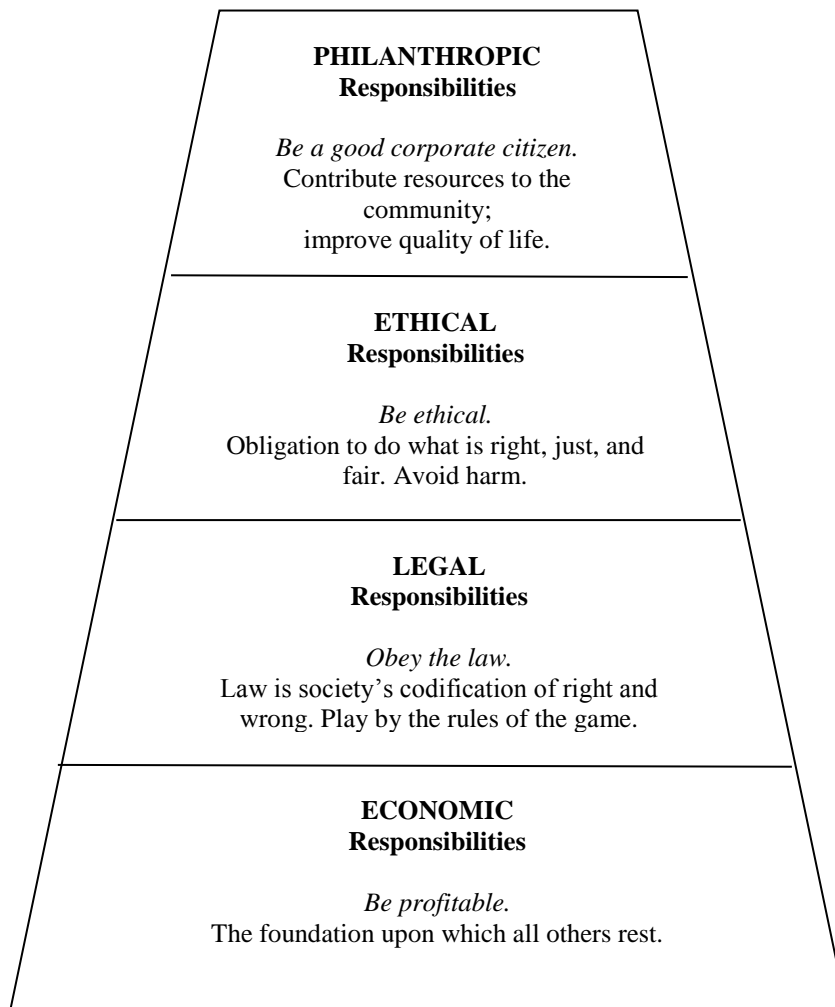 PHILANTHROPIC
Responsibilities
Be a good corporate citizen.
Contribute resources to the
community;
improve quality of life.
ETHICAL
Responsibilities
Be ethical.
Obligation to do what is right, just, and
fair. Avoid harm.
LEGAL
Responsibilities
Obey the law.
Law is society’s codification of right and
wrong. Play by the rules of the game.
ECONOMIC
Responsibilities
Be profitable.
The foundation upon which all others rest.